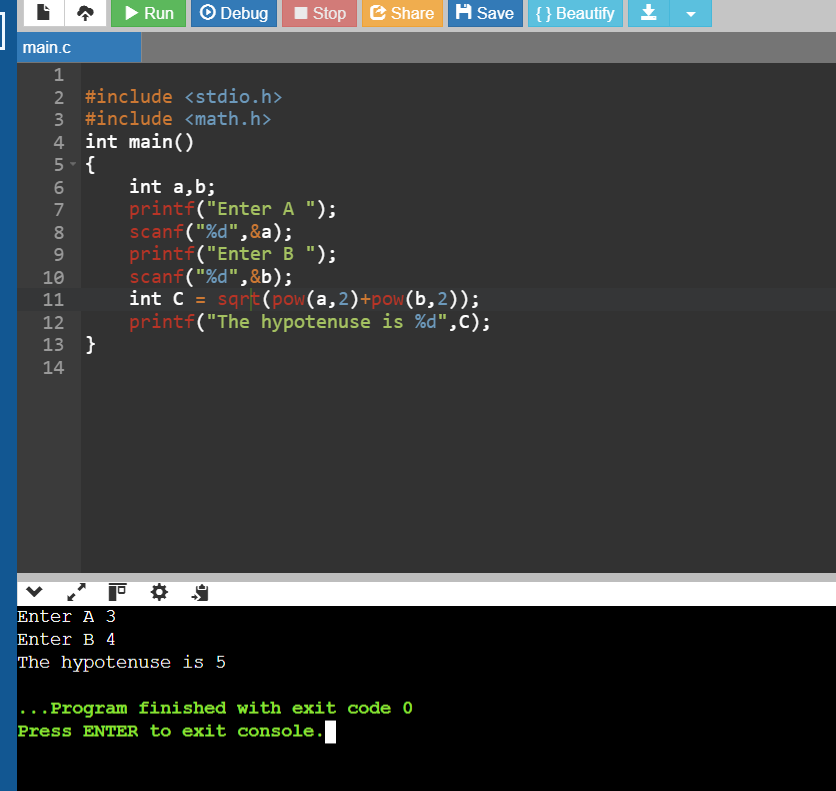 Run Debug Stop Share Save { } Beautify
main.c
1
2 #include <stdio.h>
3 #include <math.h>
4 int main()
5 {
6     int a,b;
7     printf("Enter A ");
8     scanf("%d",&a);
9     printf("Enter B ");
10     scanf("%d",&b);
11     int C = sqrt(pow(a,2)+pow(b,2));
12     printf("The hypotenuse is %d",C);
13 }
14
Enter A 3
Enter B 4
The hypotenuse is 5
...Program finished with exit code 0
Press ENTER to exit console.